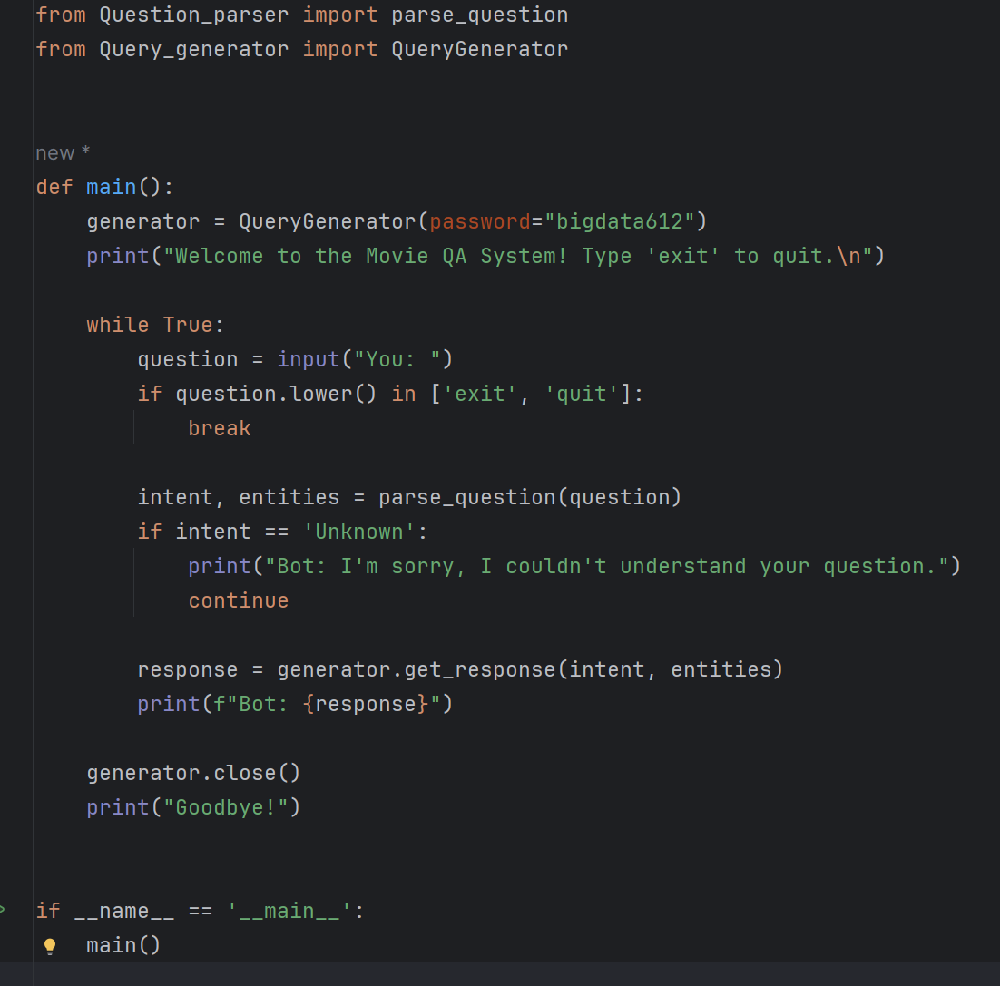 from Question_parser import parse_question
from Query_generator import QueryGenerator
new *
def main():
    generator = QueryGenerator(password="bigdata612")
    print("Welcome to the Movie QA System! Type 'exit' to quit.\n")
    while True:
        question = input("You: ")
        if question.lower() in ['exit', 'quit']:
            break
        intent, entities = parse_question(question)
        if intent == 'Unknown':
            print("Bot: I'm sorry, I couldn't understand your question.")
            continue
        response = generator.get_response(intent, entities)
        print(f"Bot: {response}")
    generator.close()
    print("Goodbye!")
if __name__ == '__main__':
    main()